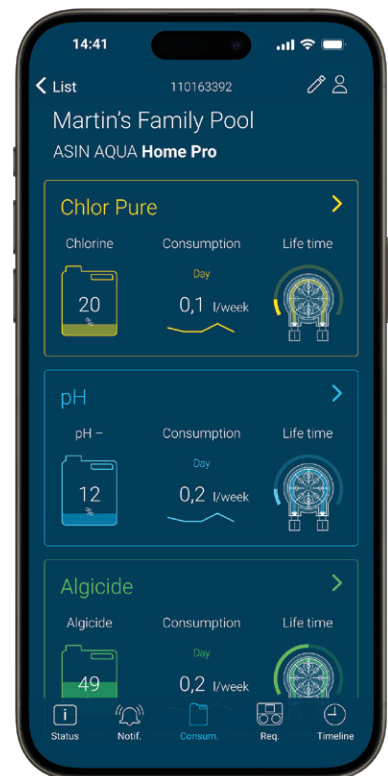 14:41
List 110163392
Martin's Family Pool
ASIN AQUA Home Pro
Chlor Pure
Chlorine Consumption Life time
Day
20 0,1 l/week
%
pH
pH – Consumption Life time
Day
12 0,2 l/week
%
Algicide
Algicide Consumption Life time
Day
49 0,2 l/week
i
Status Notif. Consum. Req. Timeline